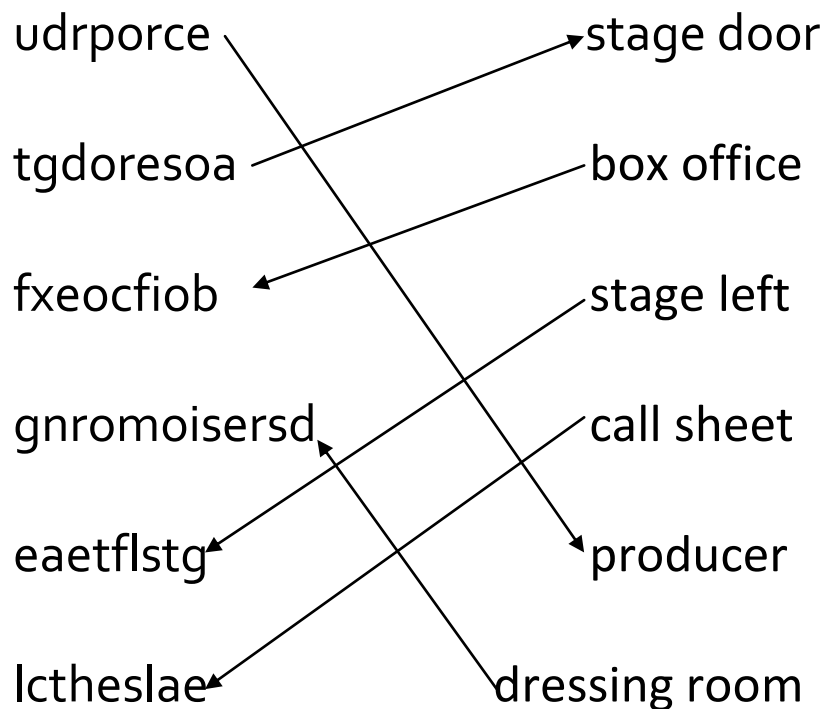 udrporce stage door
tgdoresoa box office
fxeocfiob stage left
gnromoisersd call sheet
eaetflstg producer
lctheslae dressing room